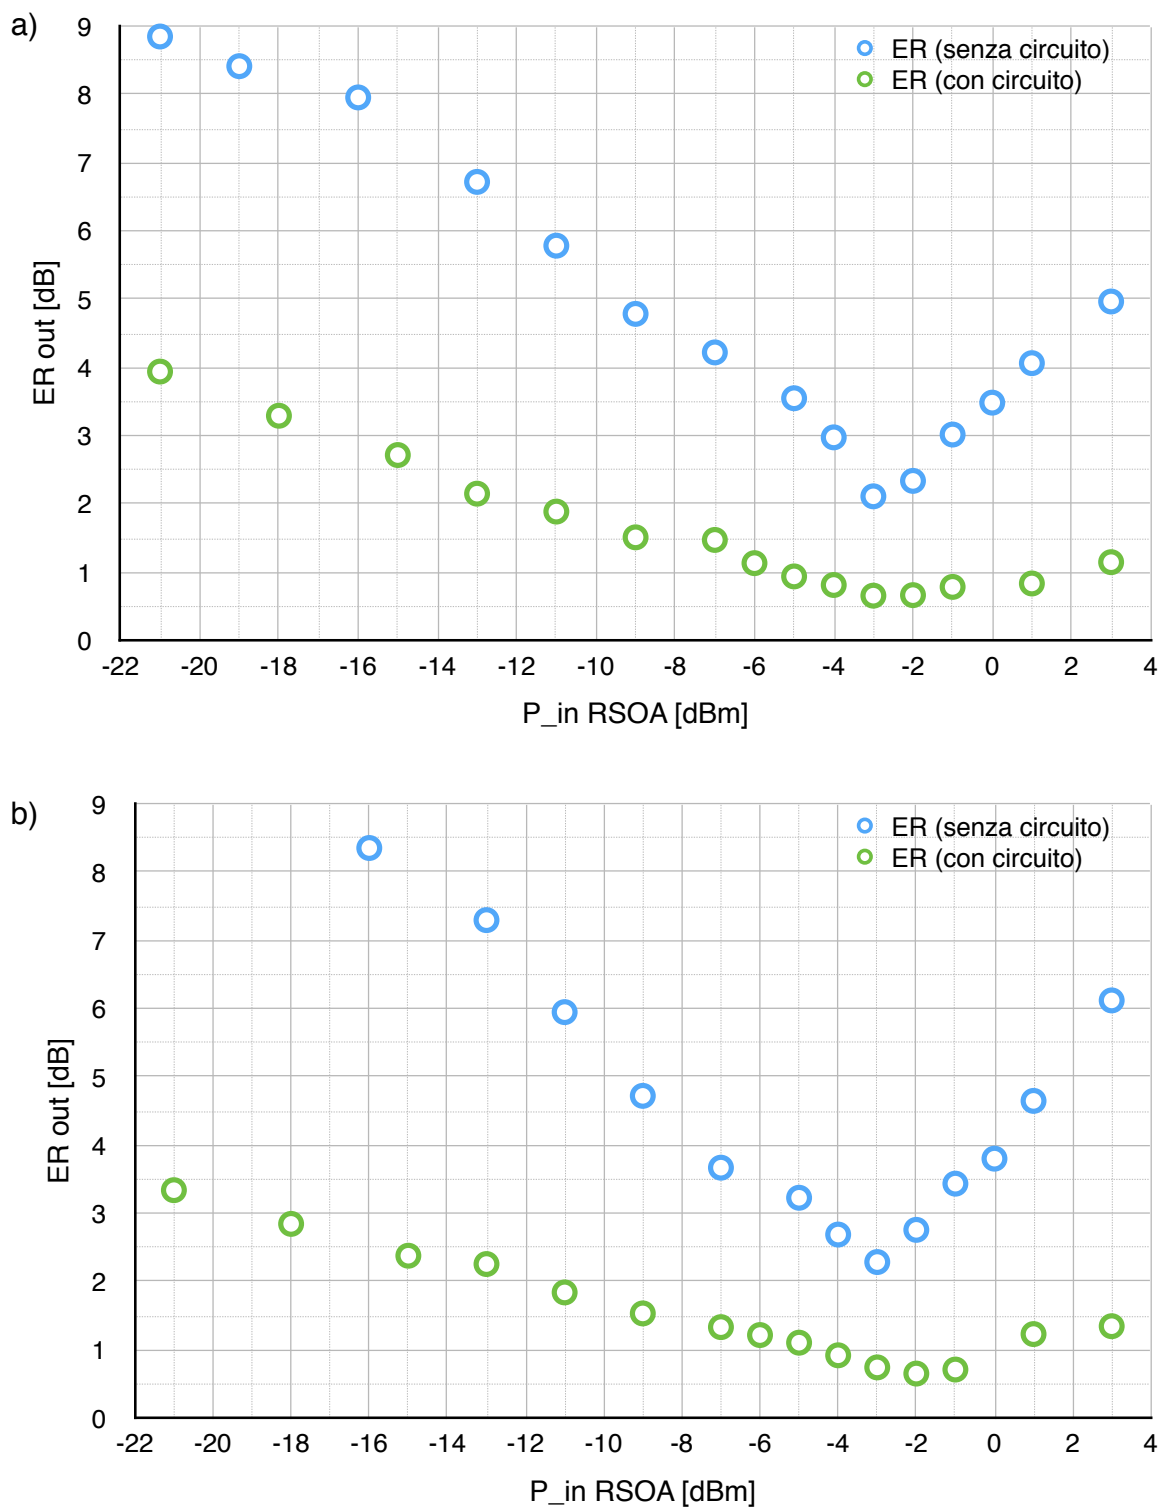 a)
ER (senza circuito)
ER (con circuito)
9
8
7
6
5
4
3
2
1
0
ER out [dB]
-22 -20 -18 -16 -14 -12 -10 -8 -6 -4 -2 0 2 4
P_in RSOA [dBm]
b)
ER (senza circuito)
ER (con circuito)
9
8
7
6
5
4
3
2
1
0
ER out [dB]
-22 -20 -18 -16 -14 -12 -10 -8 -6 -4 -2 0 2 4
P_in RSOA [dBm]